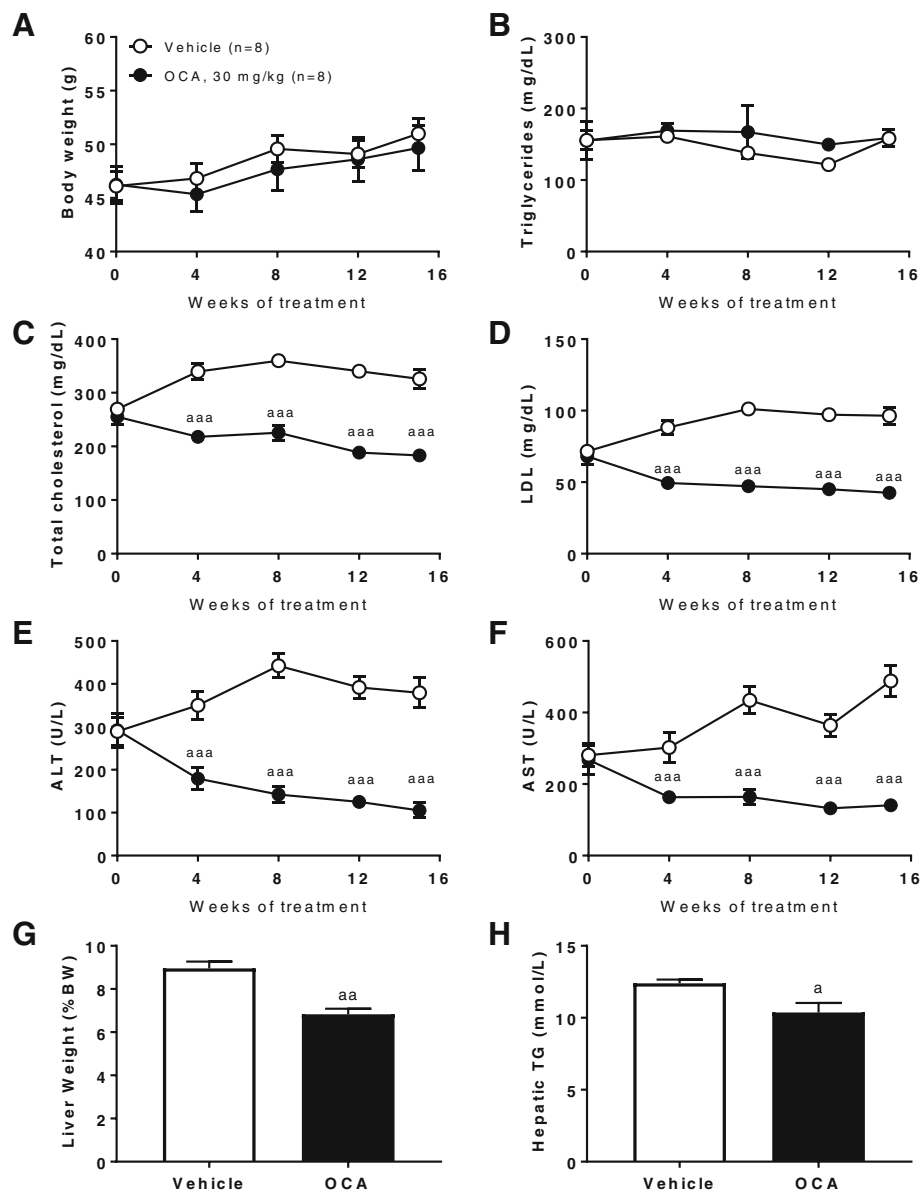 A
Body weight (g)
60
55
50
45
40
Vehicle (n=8)
OCA, 30 mg/kg (n=8)
0 4 8 12 16
Weeks of treatment
B
Triglycerides (mg/dL)
300
200
150
100
0
0 4 8 12 16
Weeks of treatment
C
Total cholesterol (mg/dL)
400
300
200
100
0
aaa aaa aaa aaa
0 4 8 12 16
Weeks of treatment
D
LDL (mg/dL)
150
100
50
0
aaa aaa aaa aaa
0 4 8 12 16
Weeks of treatment
E
ALT (U/L)
500
400
300
200
100
0
aaa aaa aaa aaa
0 4 8 12 16
Weeks of treatment
F
AST (U/L)
600
400
200
0
aaa aaa aaa aaa
0 4 8 12 16
Weeks of treatment
G
Liver Weight (%BW)
10
8
6
4
2
0
aa
Vehicle OCA
H
Hepatic TG (mmol/L)
15
10
5
0
a
Vehicle OCA